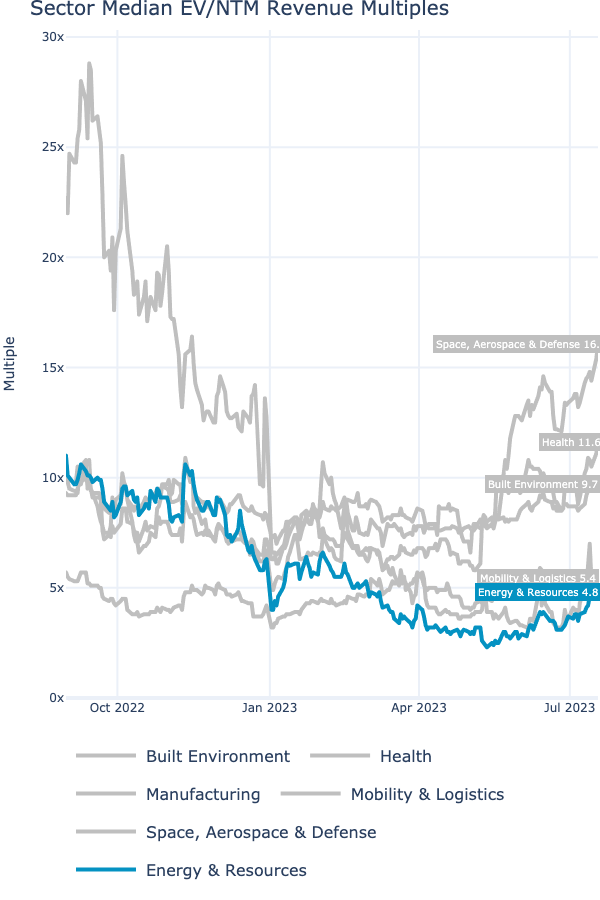 Sector Median EV/NTM Revenue Multiples
30x
25x
20x
15x
10x
5x
0x
Multiple
Space, Aerospace & Defense 16.
Health 11.6
Built Environment 9.7
Mobility & Logistics 5.4
Energy & Resources 4.8
Oct 2022 Jan 2023 Apr 2023 Jul 2023
Built Environment Health
Manufacturing Mobility & Logistics
Space, Aerospace & Defense
Energy & Resources